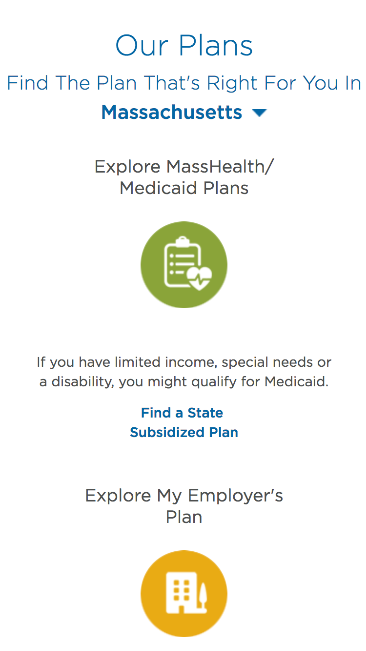 Our Plans
Find The Plan That's Right For You In
Massachusetts
Explore MassHealth/
Medicaid Plans
If you have limited income, special needs or
a disability, you might qualify for Medicaid.
Find a State
Subsidized Plan
Explore My Employer's
Plan